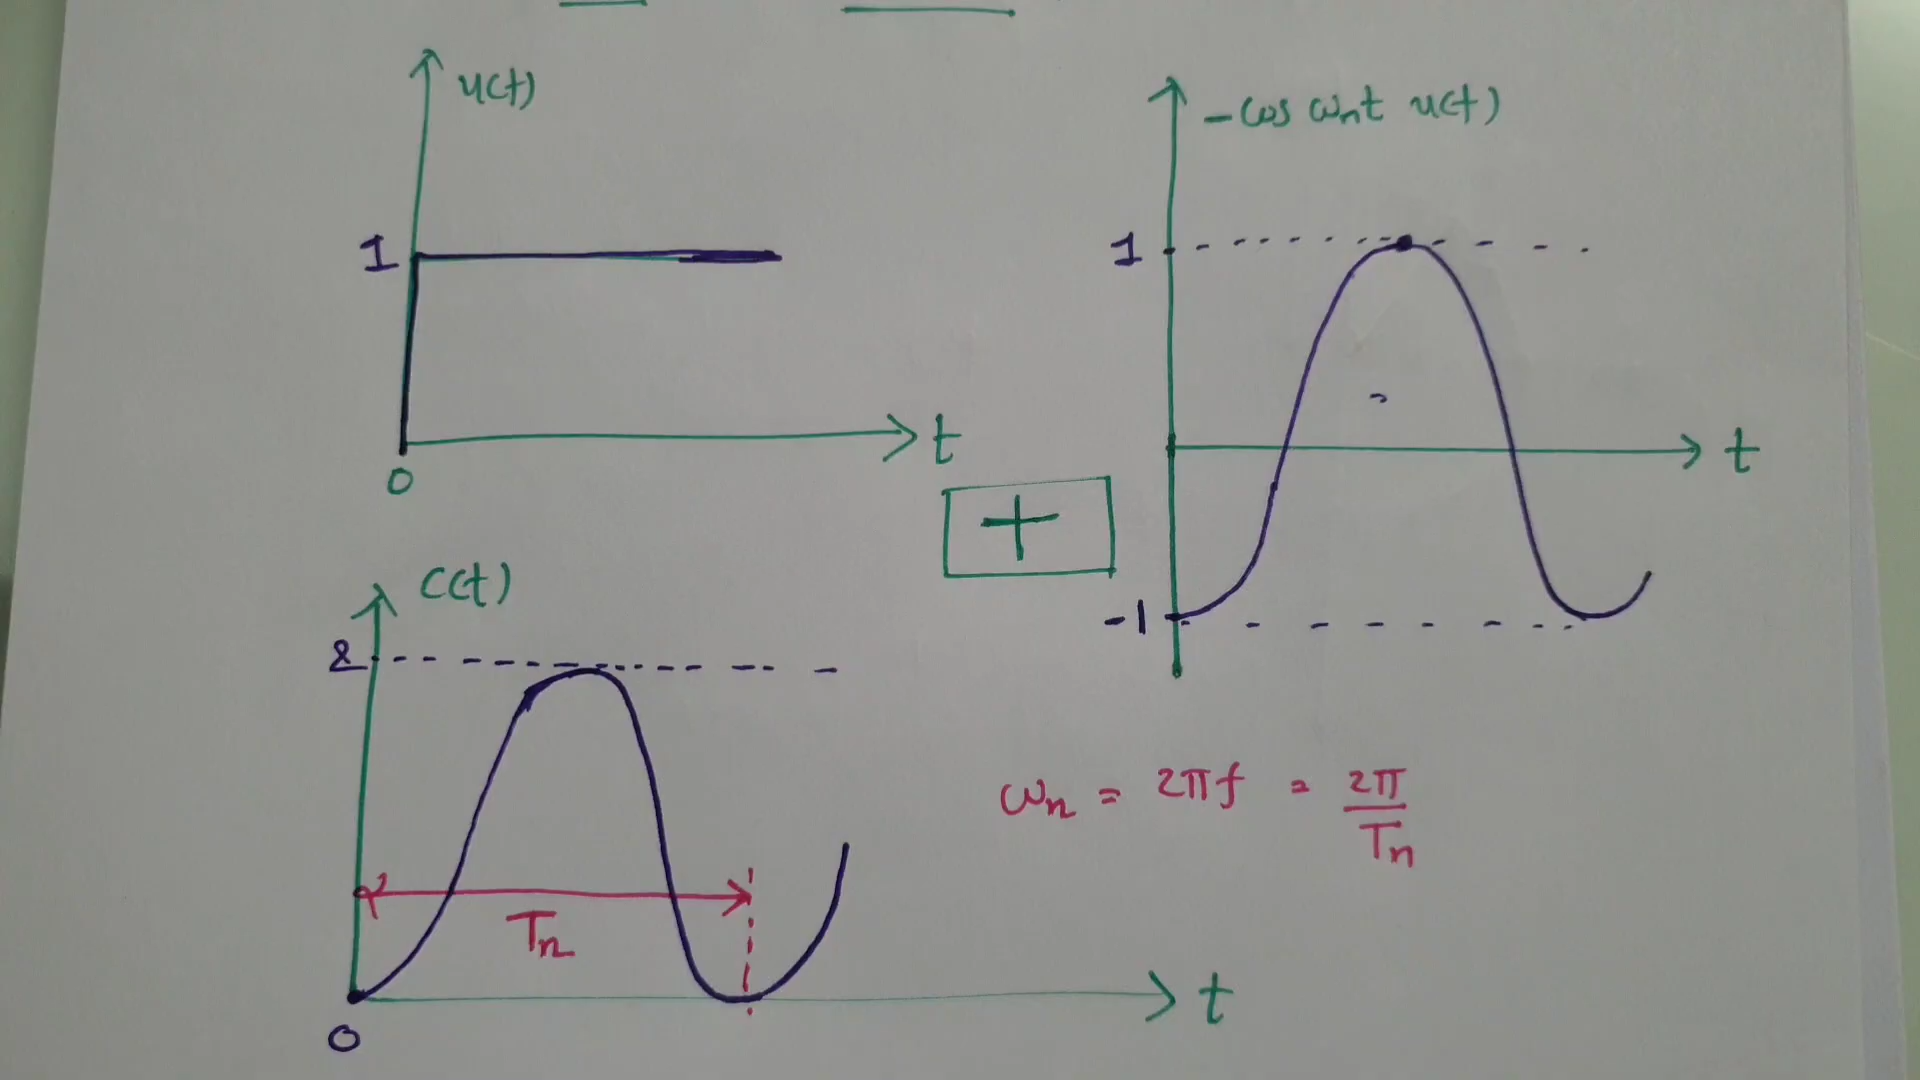 u(t)
1
0
t
-cos ωnt u(t)
1
-1
t
+
c(t)
2
Tn
0
t
ωn = 2πf = 2π/Tn